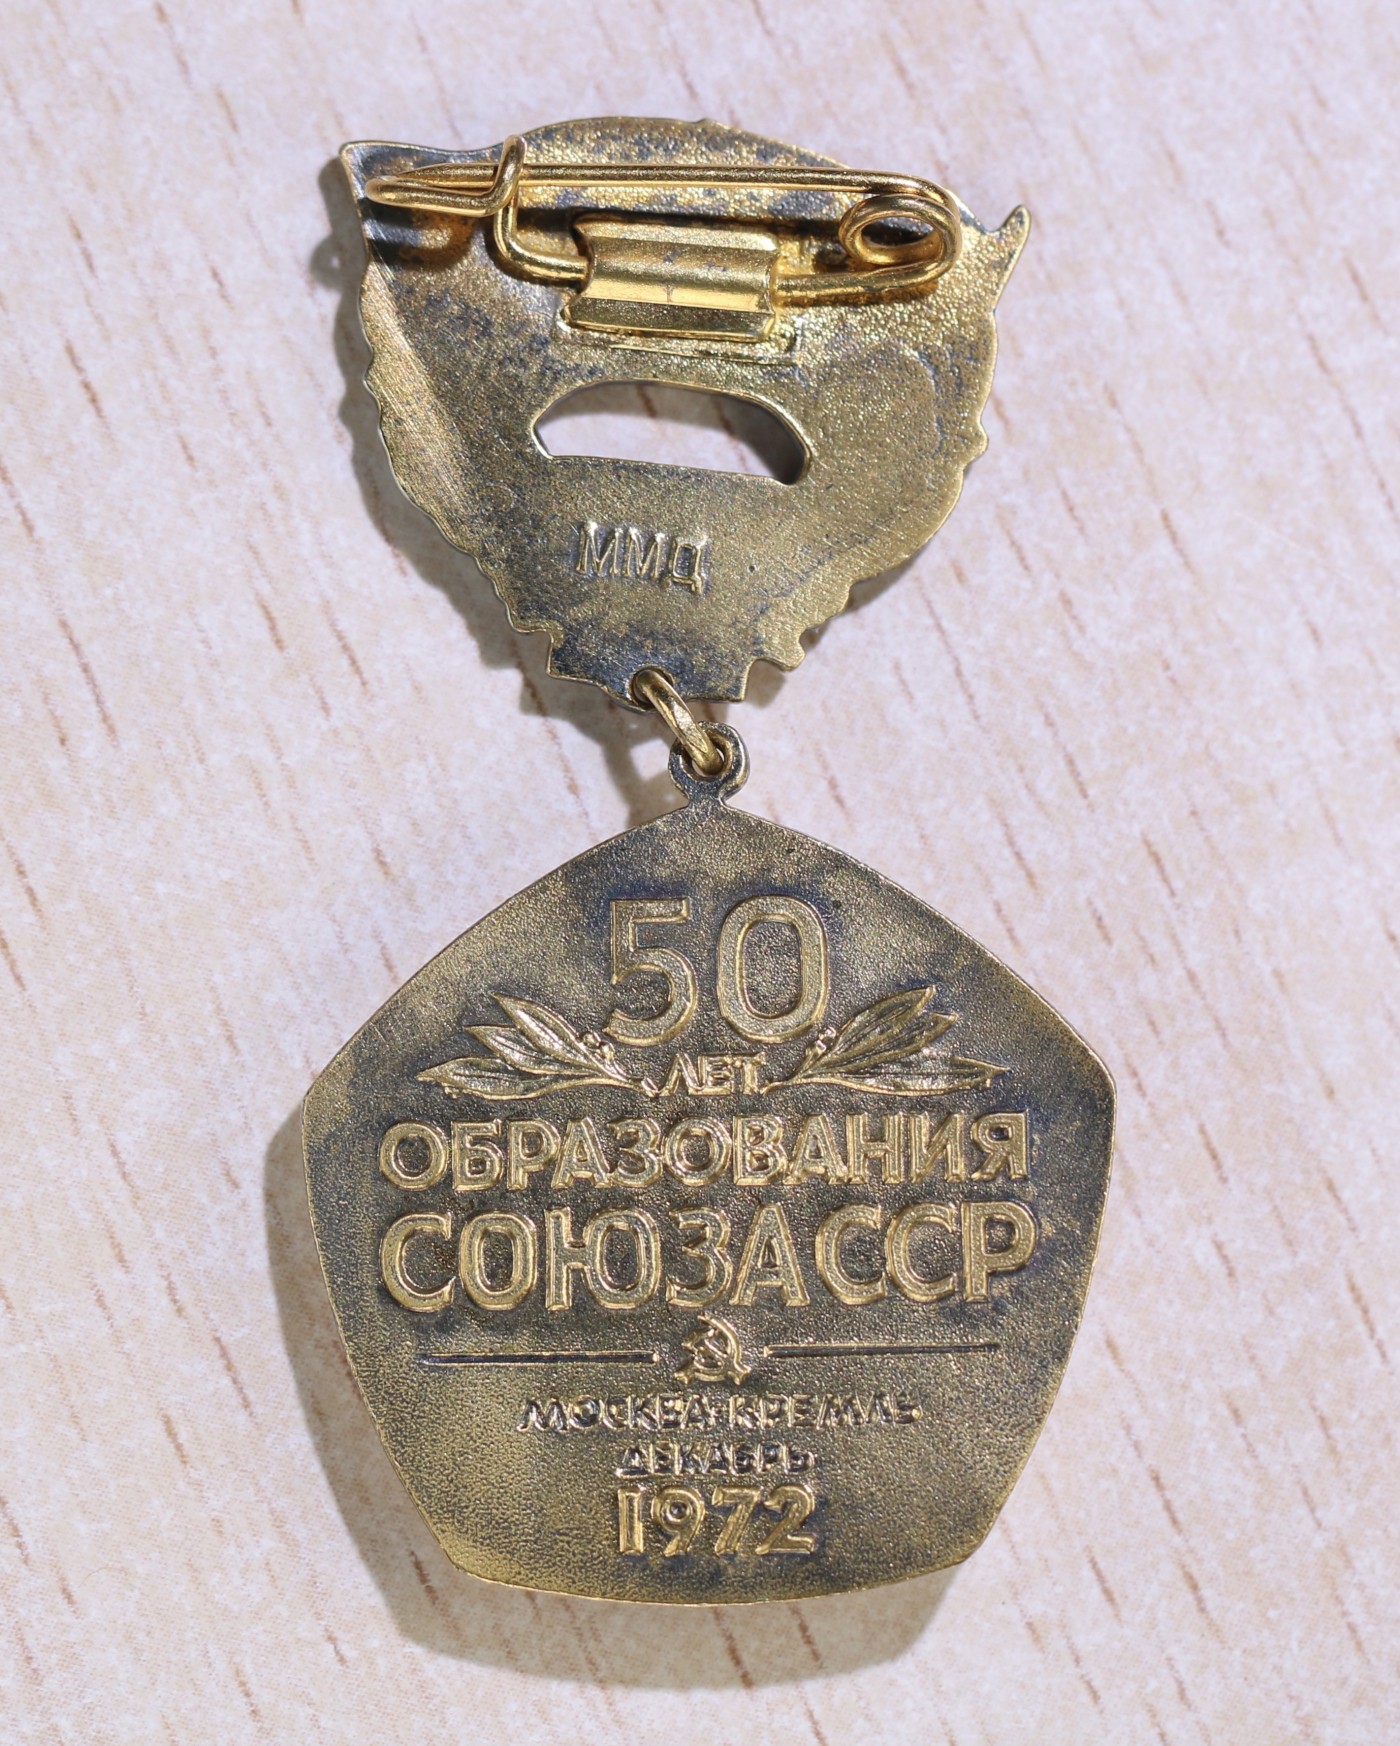 ММД
50
ЛЕТ
ОБРАЗОВАНИЯ
СОЮЗА ССР
МОСКВА·КРЕМЛЬ
ДЕКАБРЬ
1972